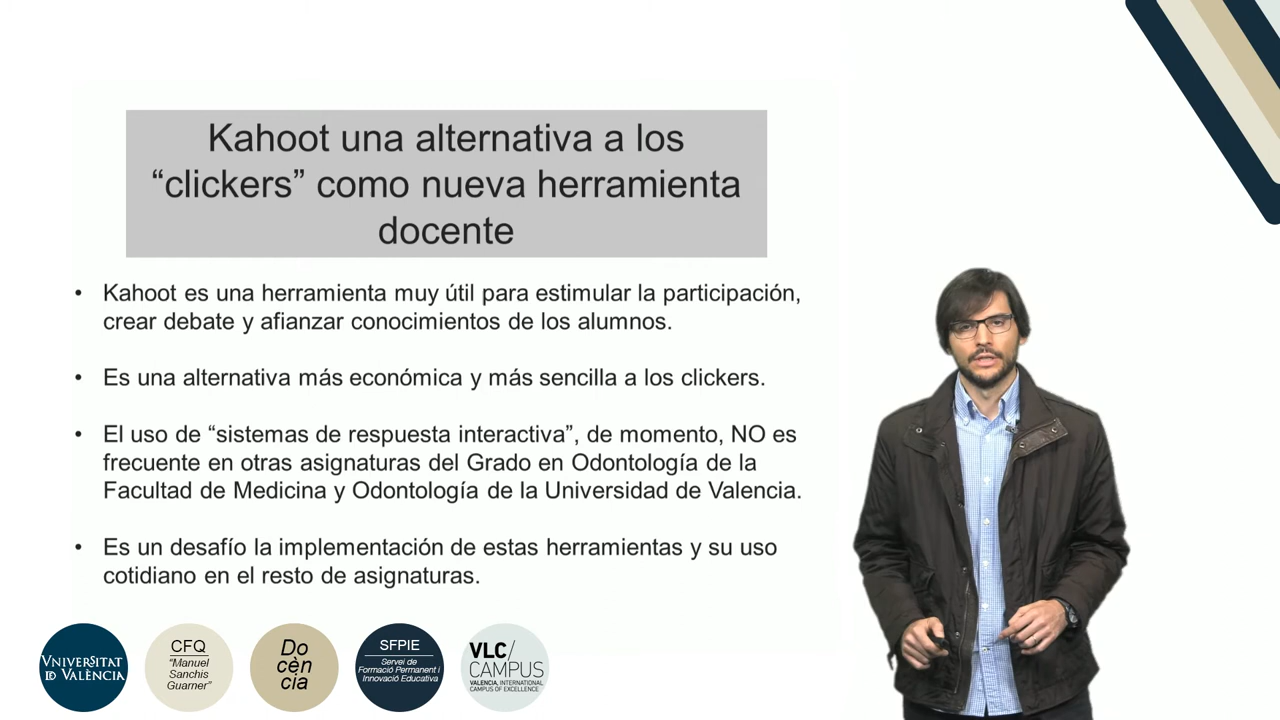 Kahoot una alternativa a los
“clickers” como nueva herramienta
docente
• Kahoot es una herramienta muy útil para estimular la participación,
crear debate y afianzar conocimientos de los alumnos.
• Es una alternativa más económica y más sencilla a los clickers.
• El uso de “sistemas de respuesta interactiva”, de momento, NO es
frecuente en otras asignaturas del Grado en Odontología de la
Facultad de Medicina y Odontología de la Universidad de Valencia.
• Es un desafío la implementación de estas herramientas y su uso
cotidiano en el resto de asignaturas.
VNIVERSITAT
ID VALÈNCIA
CFQ
“Manuel
Sanchis
Guarner”
Do
cèn
cia
SFPIE
Servei de
Formació Permanent i
Innovació Educativa
VLC/
CAMPUS
VALENCIA, INTERNATIONAL
CAMPUS OF EXCELLENCE